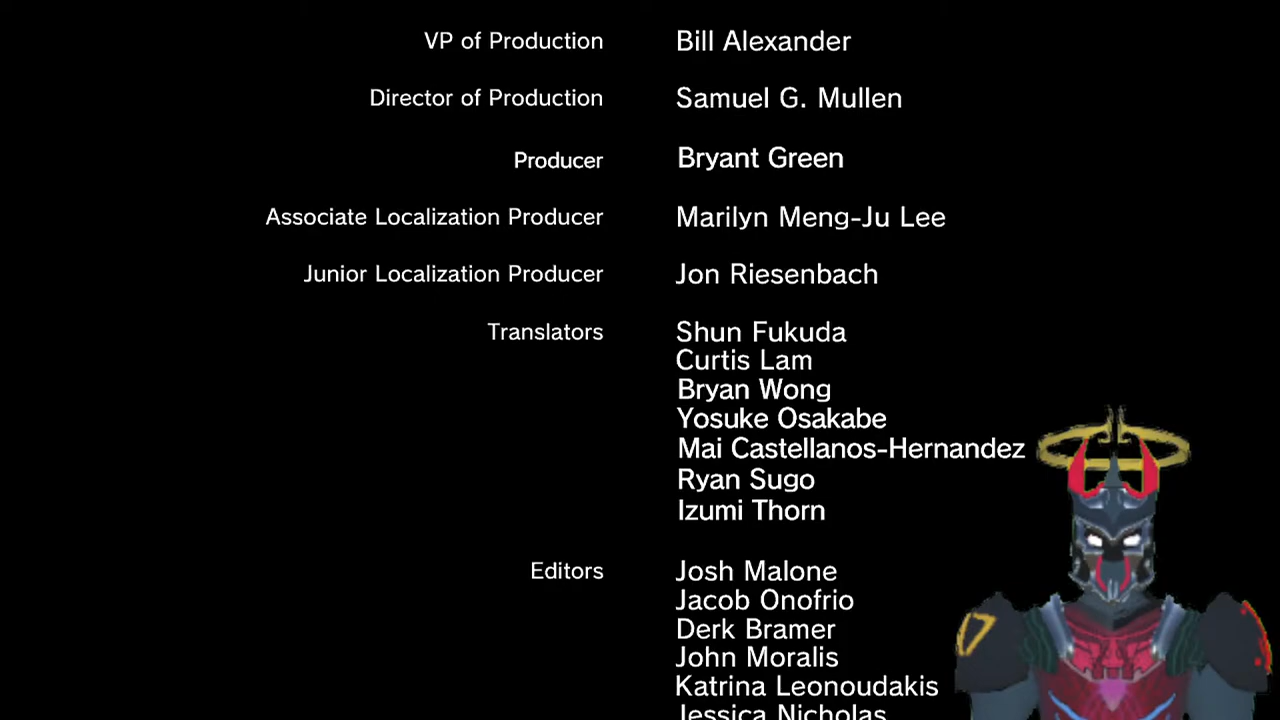 VP of Production Bill Alexander
Director of Production Samuel G. Mullen
Producer Bryant Green
Associate Localization Producer Marilyn Meng-Ju Lee
Junior Localization Producer Jon Riesenbach
Translators Shun Fukuda
Curtis Lam
Bryan Wong
Yosuke Osakabe
Mai Castellanos-Hernandez
Ryan Sugo
Izumi Thorn
Editors Josh Malone
Jacob Onofrio
Derk Bramer
John Moralis
Katrina Leonoudakis
Jessica Nicholas